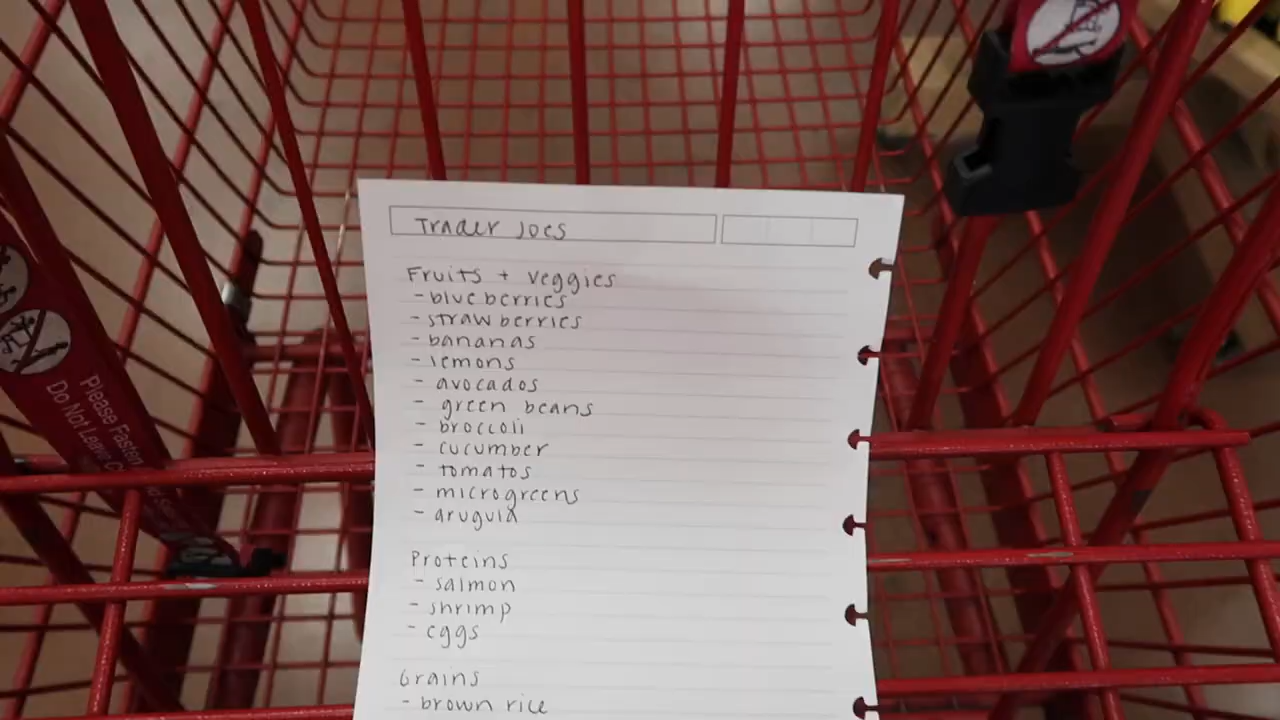 Trader Joes
Fruits + veggies
- blueberries
- strawberries
- bananas
- lemons
- avocados
- green beans
- broccoli
- cucumber
- tomatos
- microgreens
- arugula
Proteins
- salmon
- shrimp
- eggs
Grains
- brown rice
Please Fasten
Do Not Leave